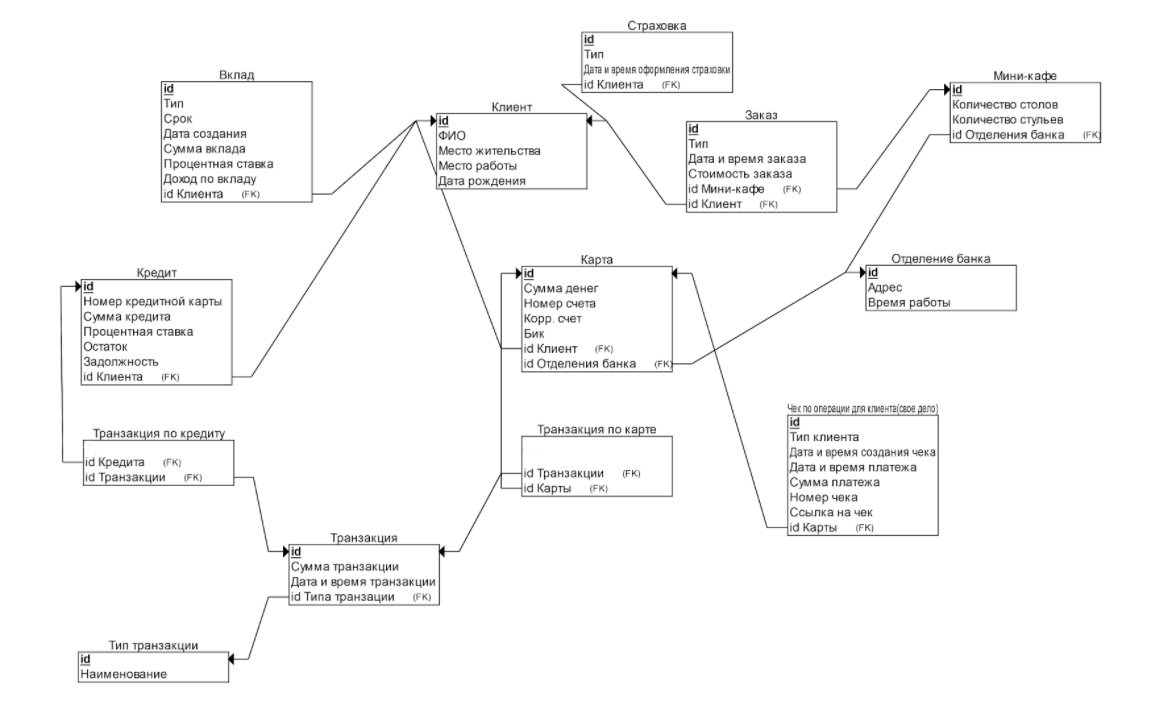 Страховка
id
Тип
Дата и время оформления страховки
id Клиента (FK)
Вклад
id
Тип
Срок
Дата создания
Сумма вклада
Процентная ставка
Доход по вкладу
id Клиента (FK)
Клиент
id
ФИО
Место жительства
Место работы
Дата рождения
Заказ
id
Тип
Дата и время заказа
Стоимость заказа
id Мини-кафе (FK)
id Клиент (FK)
Мини-кафе
id
Количество столов
Количество стульев
id Отделения банка (FK)
Кредит
id
Номер кредитной карты
Сумма кредита
Процентная ставка
Остаток
Задолжность
id Клиента (FK)
Карта
id
Сумма денег
Номер счета
Корр. счет
Бик
id Клиент (FK)
id Отделения банка (FK)
Отделение банка
id
Адрес
Время работы
Транзакция по кредиту
id Кредита (FK)
id Транзакции (FK)
Транзакция по карте
id Транзакции (FK)
id Карты (FK)
Чек по операции для клиента(свое дело)
id
Тип клиента
Дата и время создания чека
Дата и время платежа
Сумма платежа
Номер чека
Ссылка на чек
id Карты (FK)
Транзакция
id
Сумма транзакции
Дата и время транзакции
id Типа транзации (FK)
Тип транзакции
id
Наименование